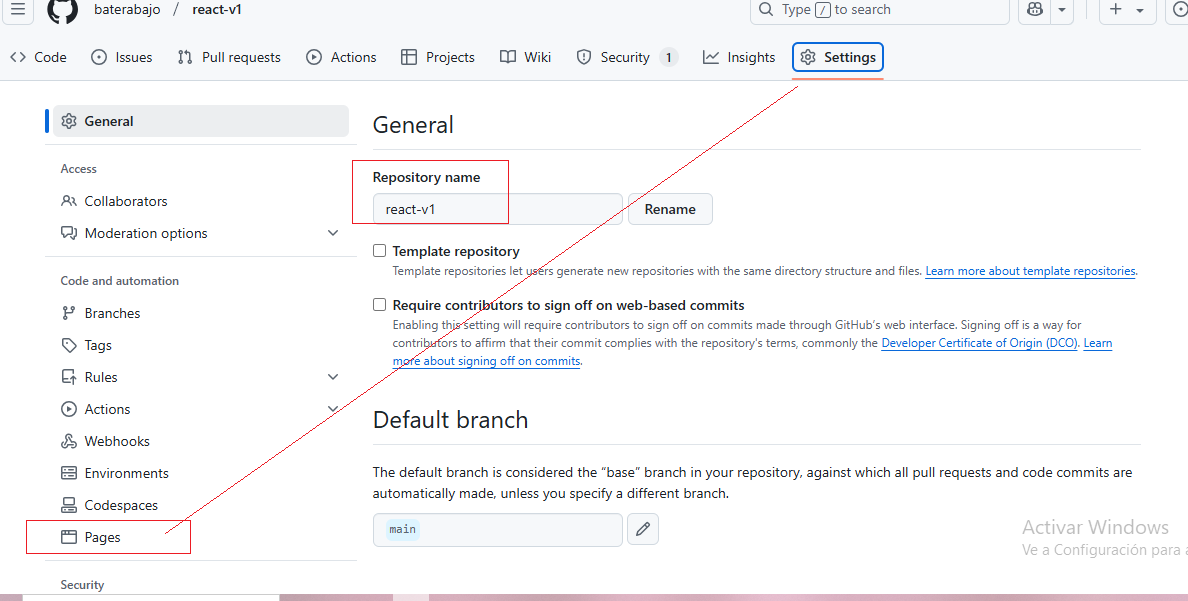 baterabajo / react-v1
Type / to search
Code
Issues
Pull requests
Actions
Projects
Wiki
Security 1
Insights
Settings
General
Access
Collaborators
Moderation options
Code and automation
Branches
Tags
Rules
Actions
Webhooks
Environments
Codespaces
Pages
Security
General
Repository name
react-v1
Rename
Template repository
Template repositories let users generate new repositories with the same directory structure and files. Learn more about template repositories.
Require contributors to sign off on web-based commits
Enabling this setting will require contributors to sign off on commits made through GitHub’s web interface. Signing off is a way for
contributors to affirm that their commit complies with the repository's terms, commonly the Developer Certificate of Origin (DCO). Learn
more about signing off on commits.
Default branch
The default branch is considered the “base” branch in your repository, against which all pull requests and code commits are
automatically made, unless you specify a different branch.
main
Activar Windows
Ve a Configuración para